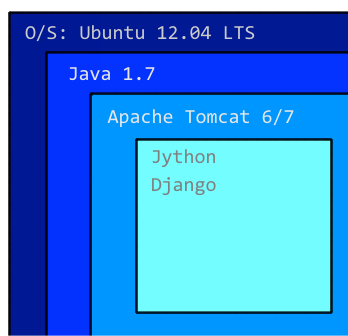 O/S: Ubuntu 12.04 LTS
Java 1.7
Apache Tomcat 6/7
Jython
Django